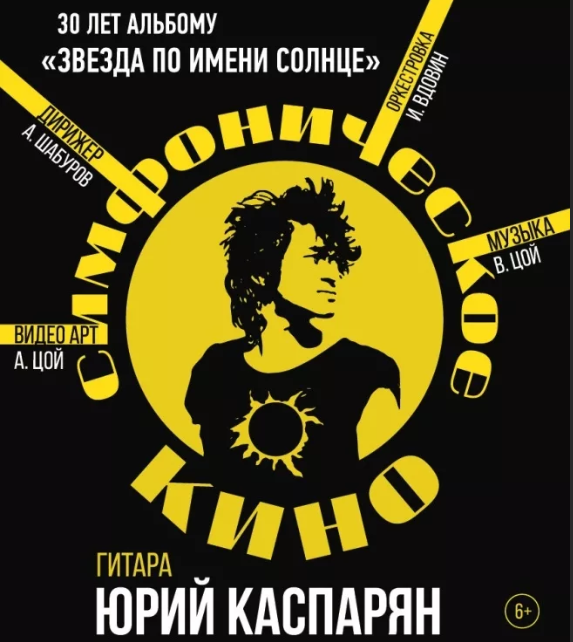 30 ЛЕТ АЛЬБОМУ
«ЗВЕЗДА ПО ИМЕНИ СОЛНЦЕ»
ОРКЕСТРОВКА
И. ВДОВИН
ДИРИЖЕР
А. ШАБУРОВ
СИМФОНИЧЕСКОЕ
МУЗЫКА
В. ЦОЙ
ВИДЕО АРТ
А. ЦОЙ
КИНО
ГИТАРА
ЮРИЙ КАСПАРЯН
6+